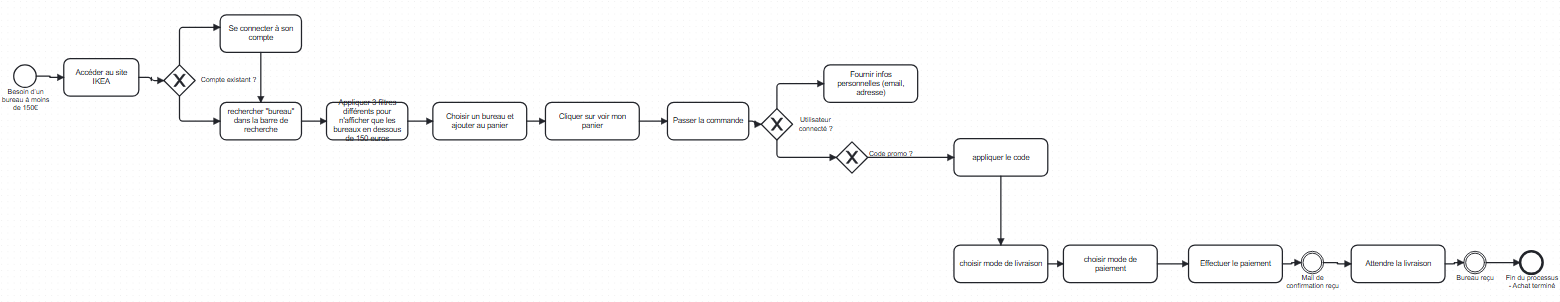 Besoin d'un
bureau à moins
de 150€
Accéder au site
IKEA
Compte existant ?
Se connecter à son
compte
rechercher "bureau"
dans la barre de
recherche
Appliquer 3 filtres
différents pour
n'afficher que les
bureaux en dessous
de 150 euros
Choisir un bureau et
ajouter au panier
Cliquer sur voir mon
panier
Passer la commande
Utilisateur
connecté ?
Fournir infos
personnelles (email,
adresse)
Code promo ?
appliquer le code
choisir mode de livraison
choisir mode de
paiement
Effectuer le paiement
Mail de
confirmation reçu
Attendre la livraison
Bureau reçu
Fin du processus
- Achat terminé